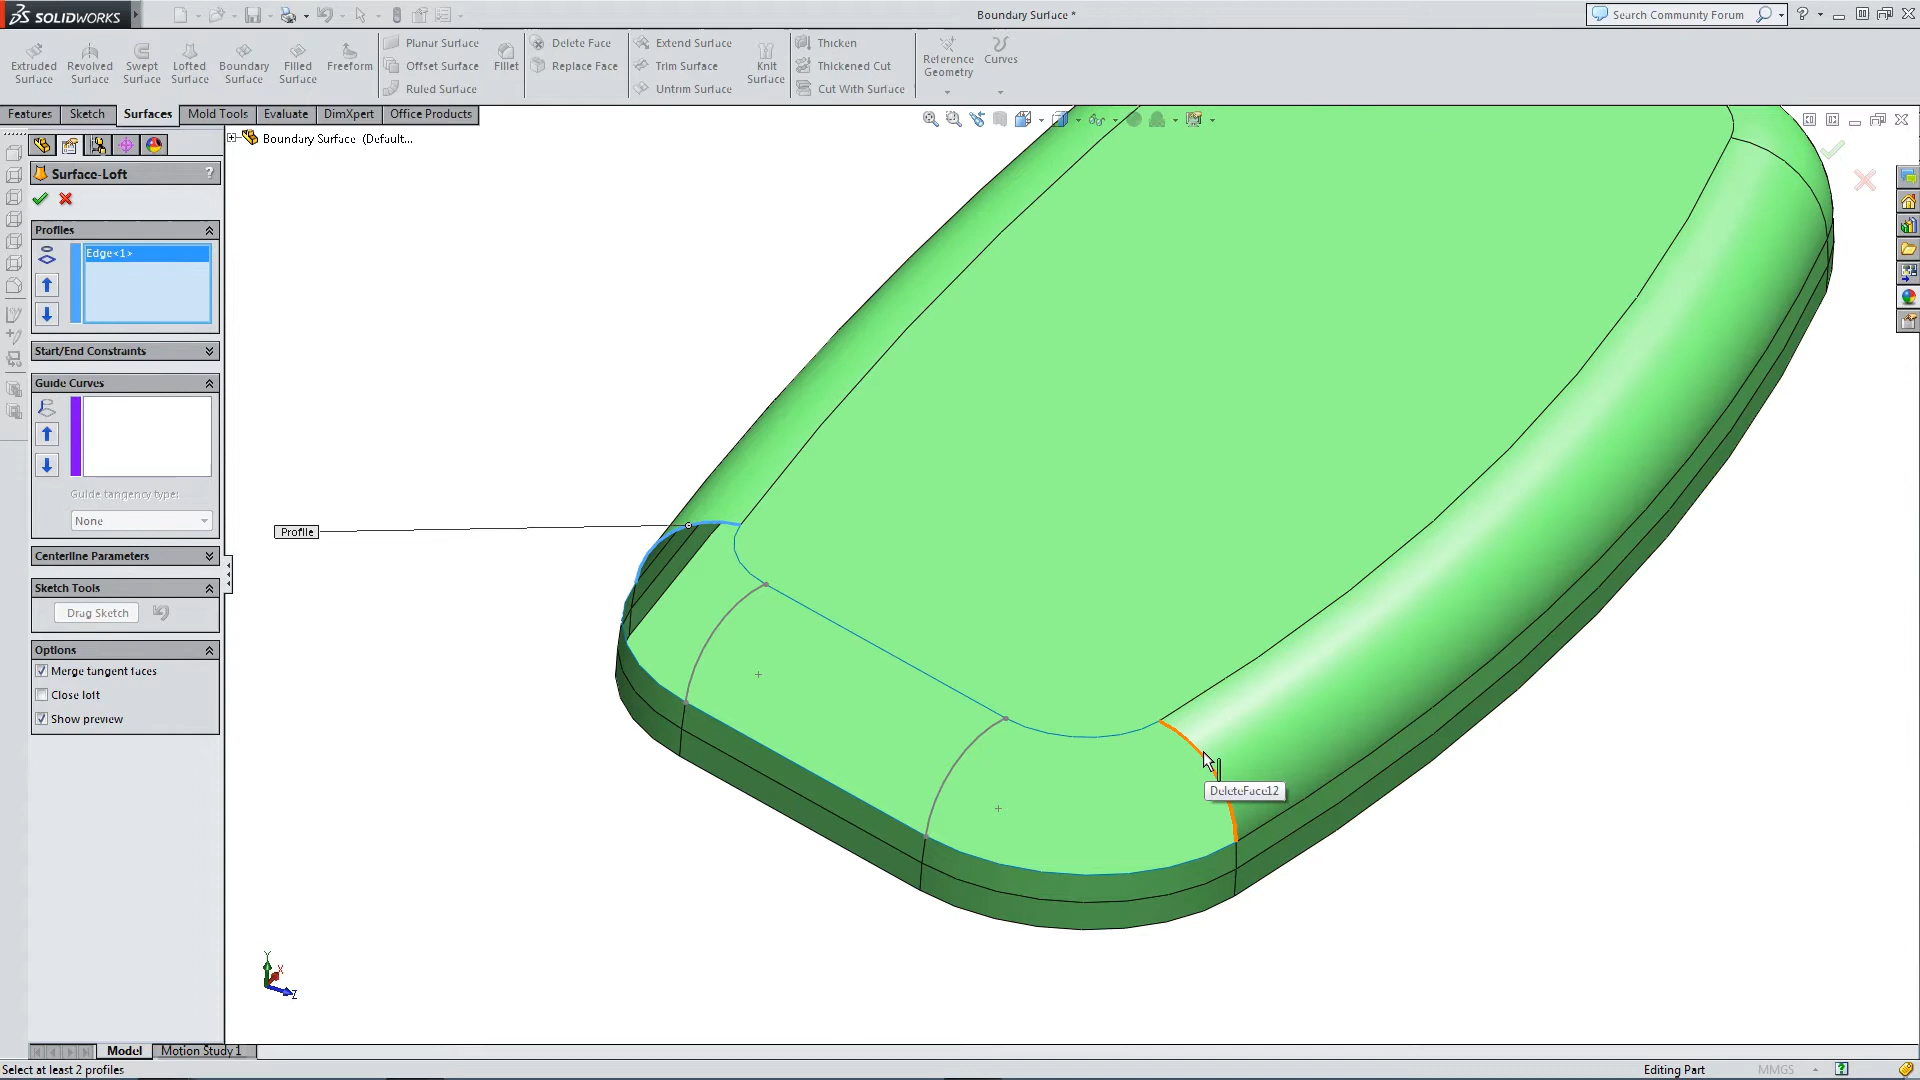 SOLIDWORKS
Boundary Surface *
Search Community Forum
Extruded Surface
Revolved Surface
Swept Surface
Lofted Surface
Boundary Surface
Filled Surface
Freeform
Planar Surface
Offset Surface
Ruled Surface
Fillet
Delete Face
Replace Face
Extend Surface
Trim Surface
Untrim Surface
Knit Surface
Thicken
Thickened Cut
Cut With Surface
Reference Geometry
Curves
Features
Sketch
Surfaces
Mold Tools
Evaluate
DimXpert
Office Products
Boundary Surface (Default...
Surface-Loft
?
Profiles
Edge<1>
Start/End Constraints
Guide Curves
Guide tangency type:
None
Centerline Parameters
Sketch Tools
Drag Sketch
Options
Merge tangent faces
Close loft
Show preview
Profile
DeleteFace12
Y
X
Z
Model
Motion Study 1
Select at least 2 profiles
Editing Part
MMGS